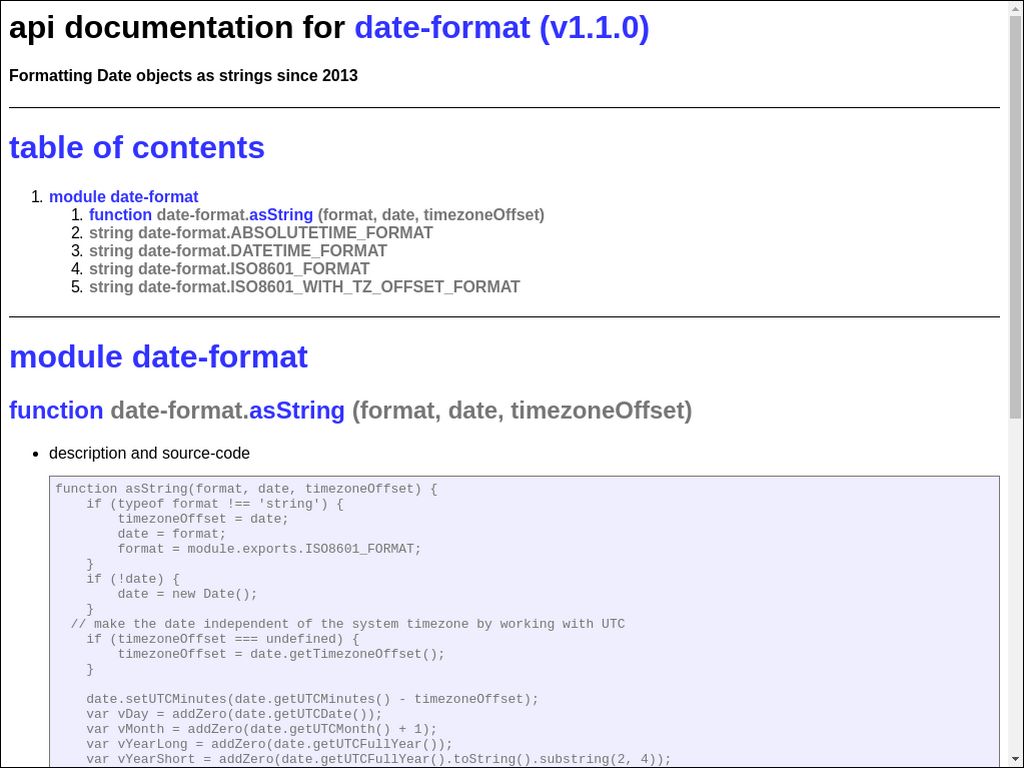 api documentation for date-format (v1.1.0)
Formatting Date objects as strings since 2013
table of contents
1. module date-format
1. function date-format.asString (format, date, timezoneOffset)
2. string date-format.ABSOLUTETIME_FORMAT
3. string date-format.DATETIME_FORMAT
4. string date-format.ISO8601_FORMAT
5. string date-format.ISO8601_WITH_TZ_OFFSET_FORMAT
module date-format
function date-format.asString (format, date, timezoneOffset)
• description and source-code
function asString(format, date, timezoneOffset) {
    if (typeof format !== 'string') {
        timezoneOffset = date;
        date = format;
        format = module.exports.ISO8601_FORMAT;
    }
    if (!date) {
        date = new Date();
    }
  // make the date independent of the system timezone by working with UTC
    if (timezoneOffset === undefined) {
        timezoneOffset = date.getTimezoneOffset();
    }
    date.setUTCMinutes(date.getUTCMinutes() - timezoneOffset);
    var vDay = addZero(date.getUTCDate());
    var vMonth = addZero(date.getUTCMonth() + 1);
    var vYearLong = addZero(date.getUTCFullYear());
    var vYearShort = addZero(date.getUTCFullYear().toString().substring(2, 4));